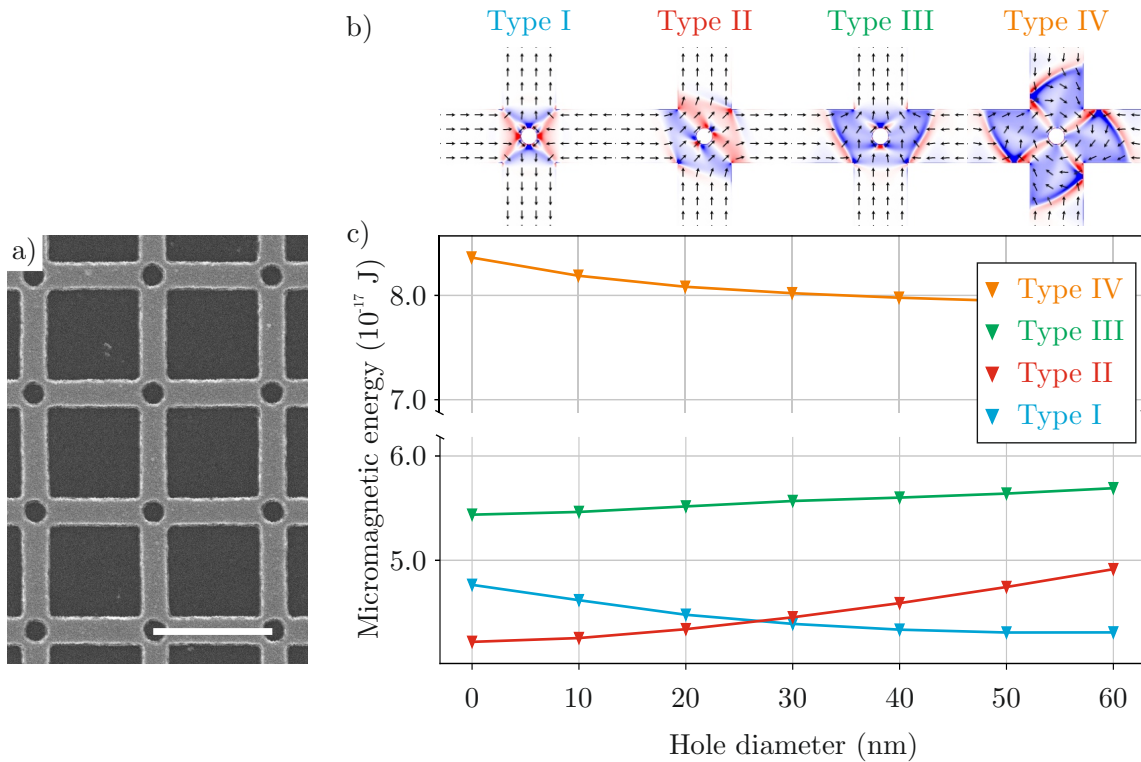 b)
Type I Type II Type III Type IV
a)
c)
Micromagnetic energy (10⁻¹⁷ J)
8.0
7.0
6.0
5.0
Type IV
Type III
Type II
Type I
0 10 20 30 40 50 60
Hole diameter (nm)